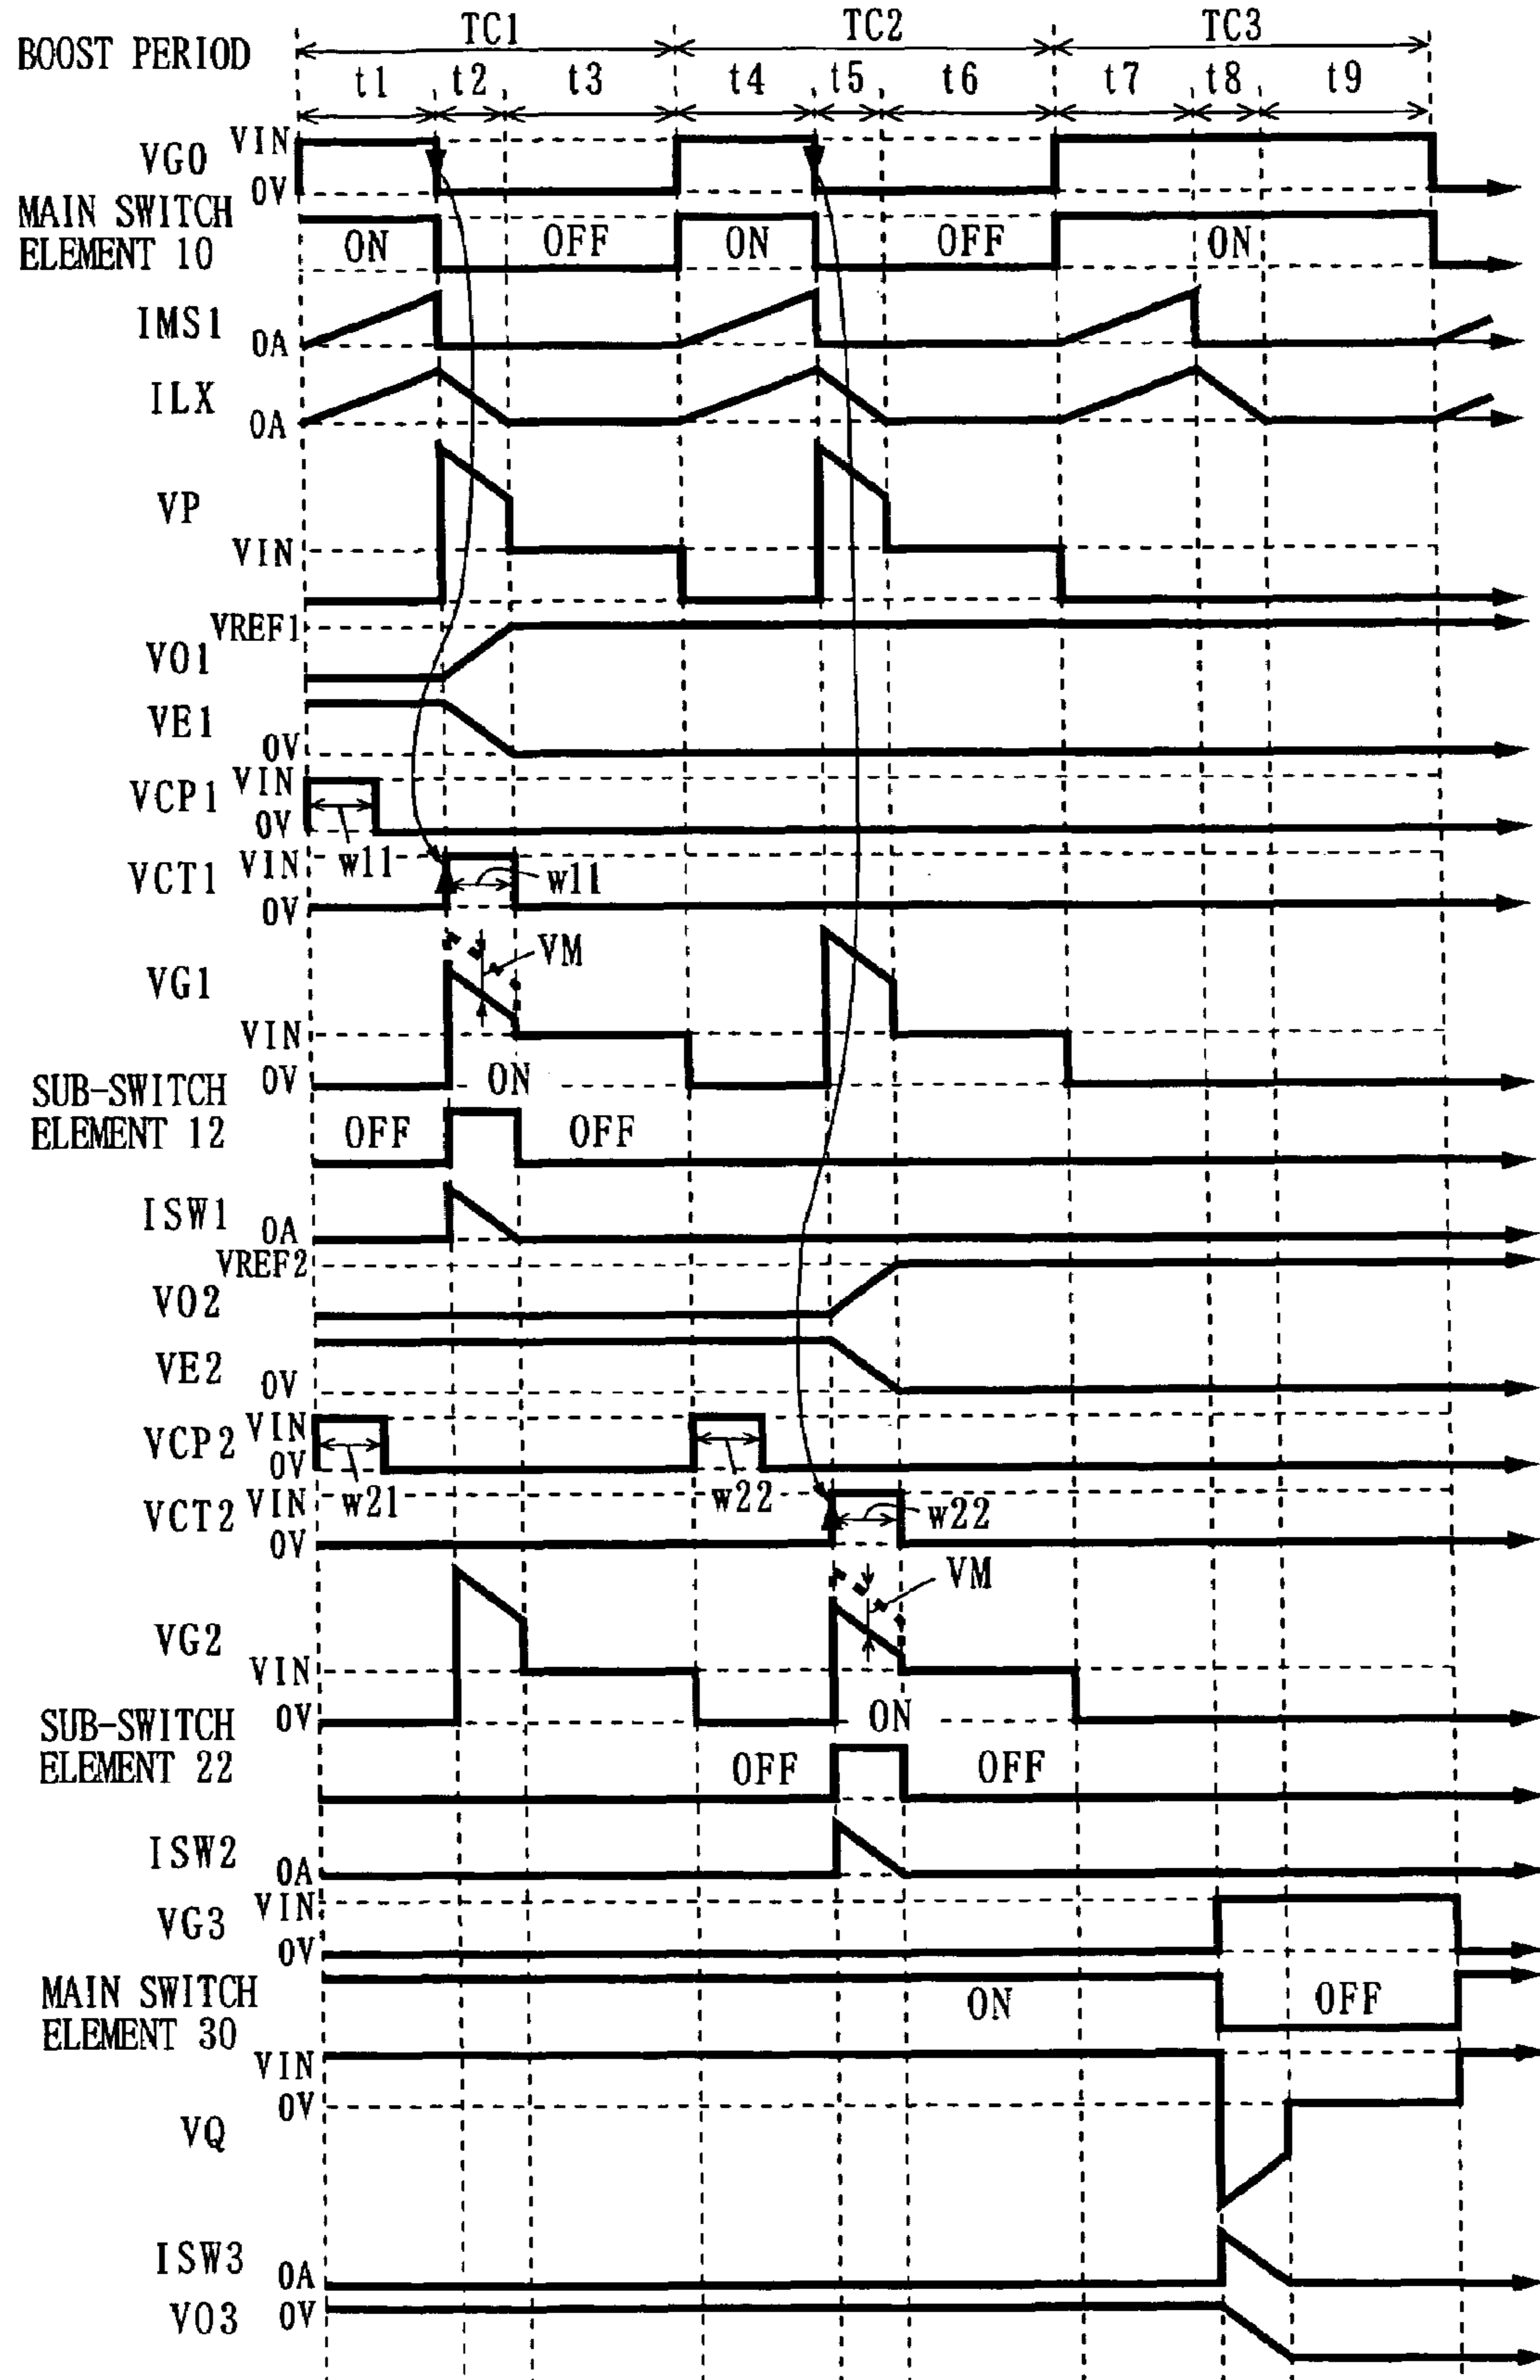 BOOST PERIOD
TC1
TC2
TC3
t1
t2
t3
t4
t5
t6
t7
t8
t9
VG0
VIN
0V
MAIN SWITCH
ELEMENT 10
ON
OFF
ON
OFF
ON
IMS1
0A
ILX
0A
VP
VIN
VREF1
VO1
VE1
0V
VCP1
VIN
0V
w11
VCT1
VIN
0V
w11
VG1
VM
VIN
0V
SUB-SWITCH
ELEMENT 12
OFF
ON
OFF
ISW1
0A
VREF2
VO2
VE2
0V
VCP2
VIN
0V
w21
w22
VCT2
VIN
0V
w22
VG2
VM
VIN
0V
SUB-SWITCH
ELEMENT 22
OFF
ON
OFF
ISW2
0A
VG3
VIN
0V
MAIN SWITCH
ELEMENT 30
ON
OFF
VIN
0V
VQ
ISW3
0A
VO3
0V